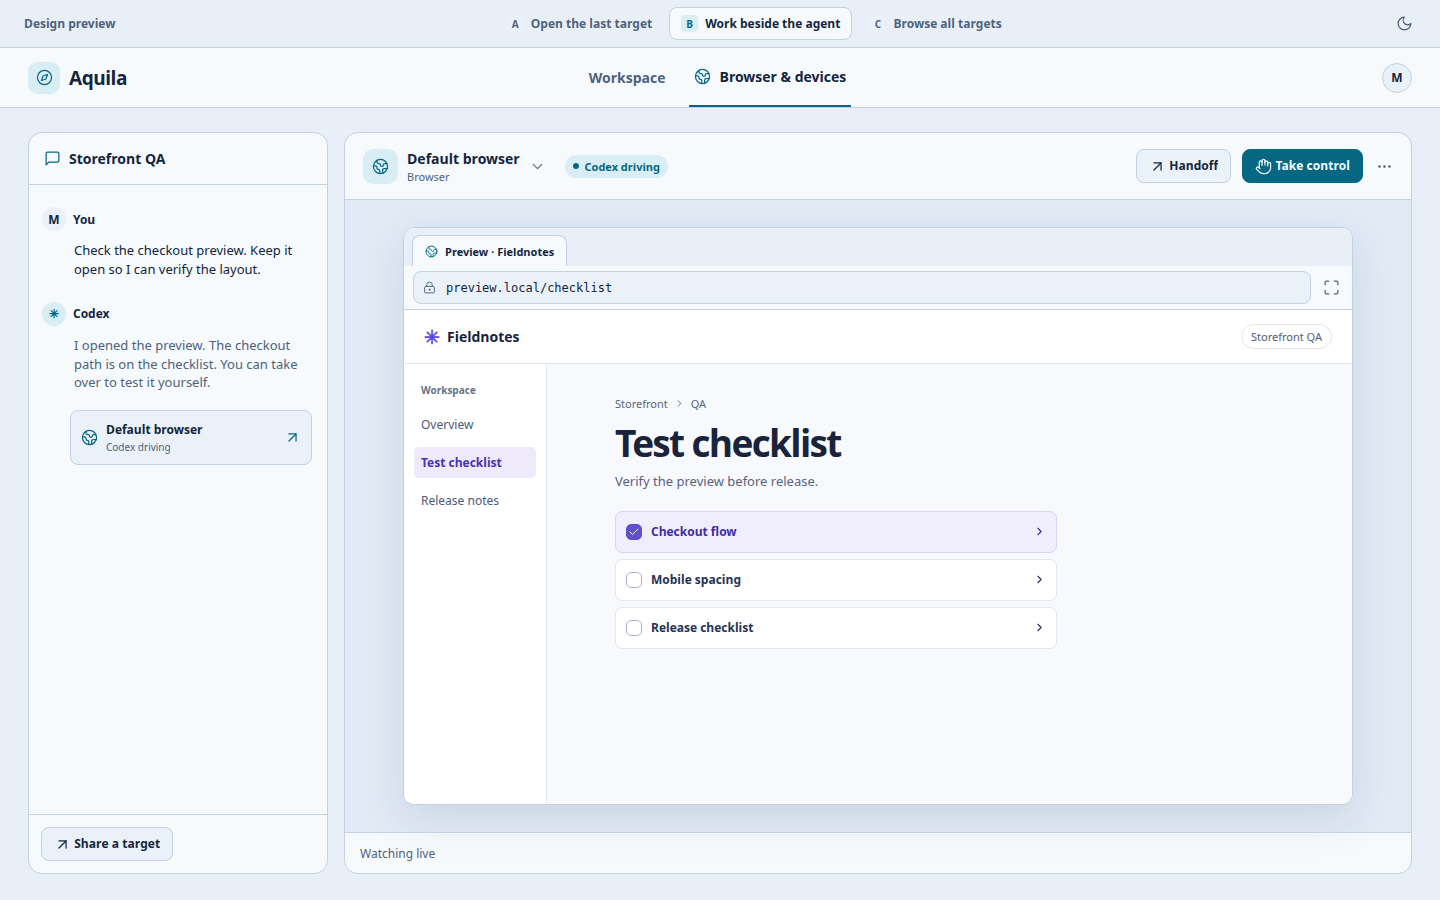 Design preview
A Open the last target
B Work beside the agent
C Browse all targets
Aquila
Workspace
Browser & devices
M
Storefront QA
M You
Check the checkout preview. Keep it
open so I can verify the layout.
Codex
I opened the preview. The checkout
path is on the checklist. You can take
over to test it yourself.
Default browser
Codex driving
Share a target
Default browser
Browser
Codex driving
Handoff
Take control
Preview · Fieldnotes
preview.local/checklist
Fieldnotes
Storefront QA
Workspace
Overview
Test checklist
Release notes
Storefront > QA
Test checklist
Verify the preview before release.
Checkout flow
Mobile spacing
Release checklist
Watching live